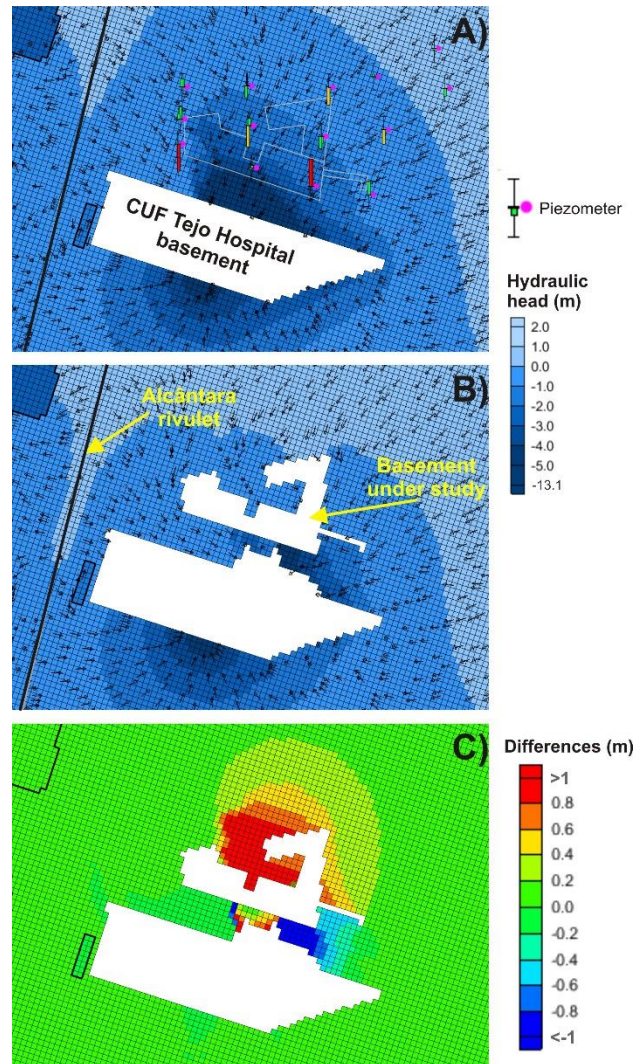 A)
CUF Tejo Hospital
basement
Piezometer
Hydraulic
head (m)
2.0
1.0
0.0
-1.0
-2.0
-3.0
-4.0
-5.0
-13.1
B)
Alcântara
rivulet
Basement
under study
C)
Differences (m)
>1
0.8
0.6
0.4
0.2
0.0
-0.2
-0.4
-0.6
-0.8
<-1